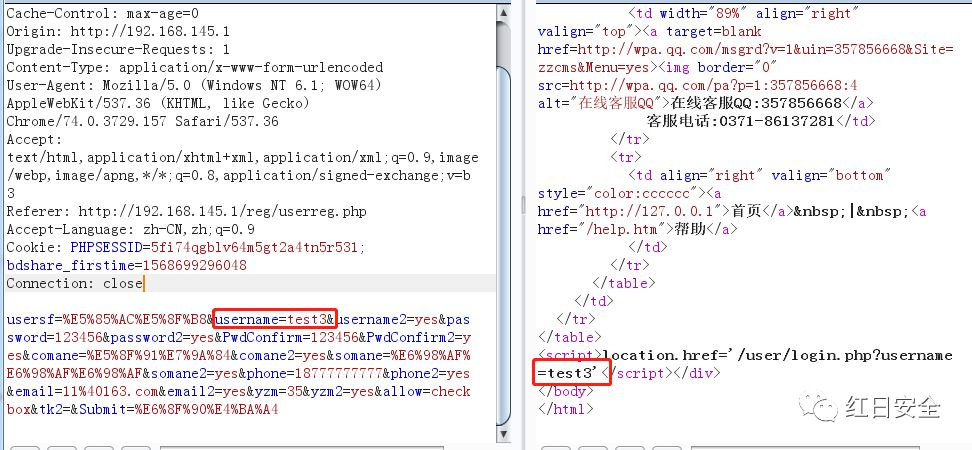 Cache-Control: max-age=0
Origin: http://192.168.145.1
Upgrade-Insecure-Requests: 1
Content-Type: application/x-www-form-urlencoded
User-Agent: Mozilla/5.0 (Windows NT 6.1; WOW64)
AppleWebKit/537.36 (KHTML, like Gecko)
Chrome/74.0.3729.157 Safari/537.36
Accept:
text/html,application/xhtml+xml,application/xml;q=0.9,image
/webp,image/apng,*/*;q=0.8,application/signed-exchange;v=b
3
Referer: http://192.168.145.1/reg/userreg.php
Accept-Language: zh-CN,zh;q=0.9
Cookie: PHPSESSID=5fi74qgblv64m5gt2a4tn5r531;
bdshare_firstime=1568699296048
Connection: close
usersf=%E5%85%AC%E5%8F%B8&username=test3&username2=yes&pas
sword=123456&password2=yes&PwdConfirm=123456&PwdConfirm2=y
es&comane=%E5%8F%91%E7%9A%84&comane2=yes&somane=%E6%98%AF%
E6%98%AF%E6%98%AF&somane2=yes&phone=18777777777&phone2=yes
&email=11%40163.com&email2=yes&yzm=35&yzm2=yes&allow=check
box&tk2=&Submit=%E6%8F%90%E4%BA%A4
<td width="89%" align="right"
valign="top"><a target=blank
href=http://wpa.qq.com/msgrd?v=1&uin=357856668&Site=
zzcms&Menu=yes><img border="0"
src=http://wpa.qq.com/pa?p=1:357856668:4
alt="在线客服QQ">在线客服QQ:357856668</a>
客服电话:0371-86137281</td>
</tr>
<tr>
<td align="right" valign="bottom"
style="color:cccccc"><a
href="http://127.0.0.1">首页</a>&nbsp;|&nbsp;<a
href="/help.htm">帮助</a>
</td>
</tr>
</table>
</td>
</tr>
</table>
<script>location.href='/user/login.php?username
=test3'</script></div>
</body>
</html>
红日安全